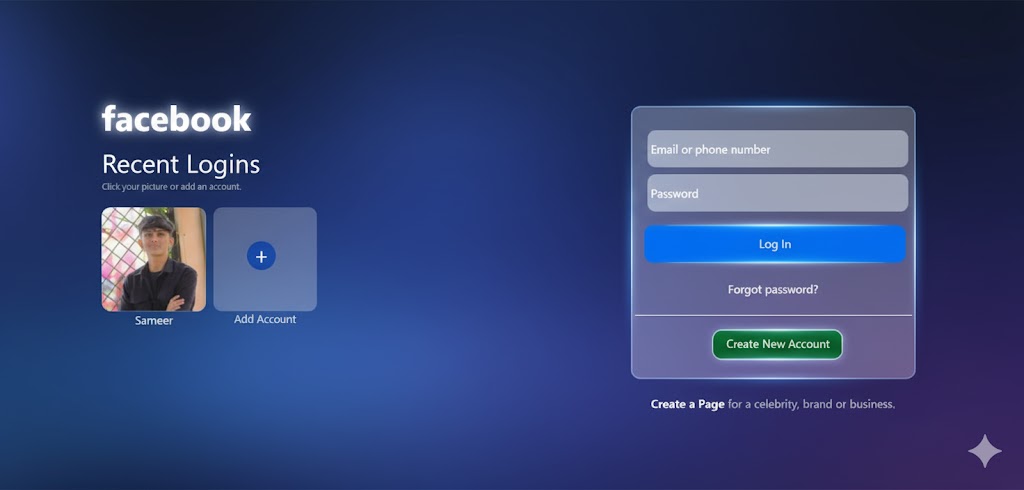 facebook
Recent Logins
Click your picture or add an account.
Sameer
+
Add Account
Email or phone number
Password
Log In
Forgot password?
Create New Account
Create a Page for a celebrity, brand or business.